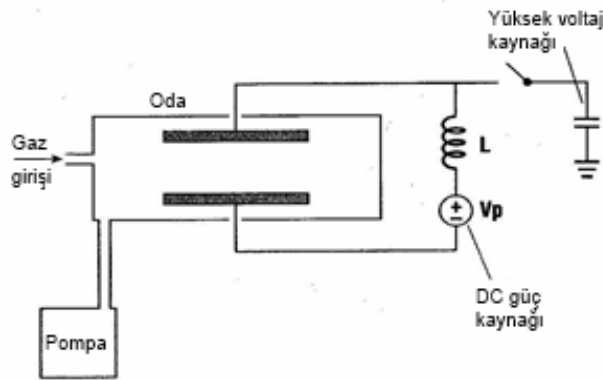 Yüksek voltaj
kaynağı
Oda
Gaz
girişi
L
Vp
DC güç
kaynağı
Pompa